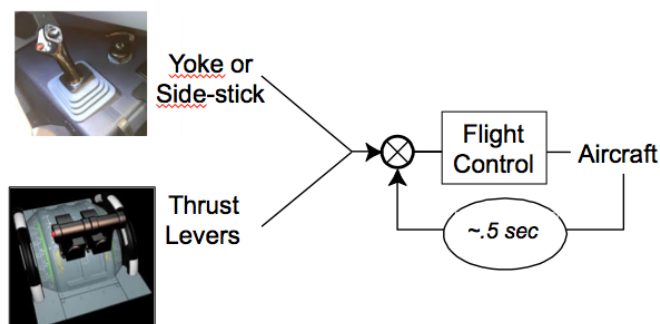 Yoke or
Side-stick
Flight
Control
Aircraft
Thrust
Levers
~.5 sec